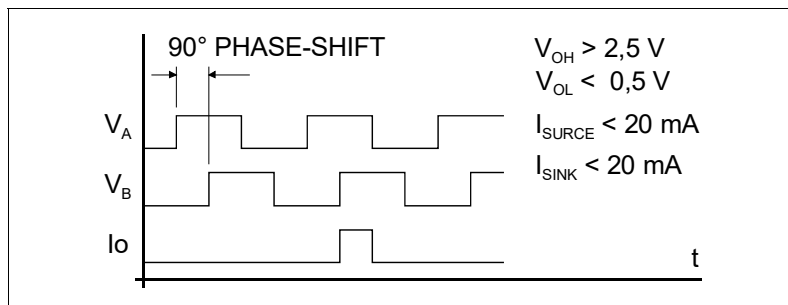 90° PHASE-SHIFT
V_OH > 2,5 V
V_OL < 0,5 V
V_A
I_SURCE < 20 mA
V_B
I_SINK < 20 mA
Io
t